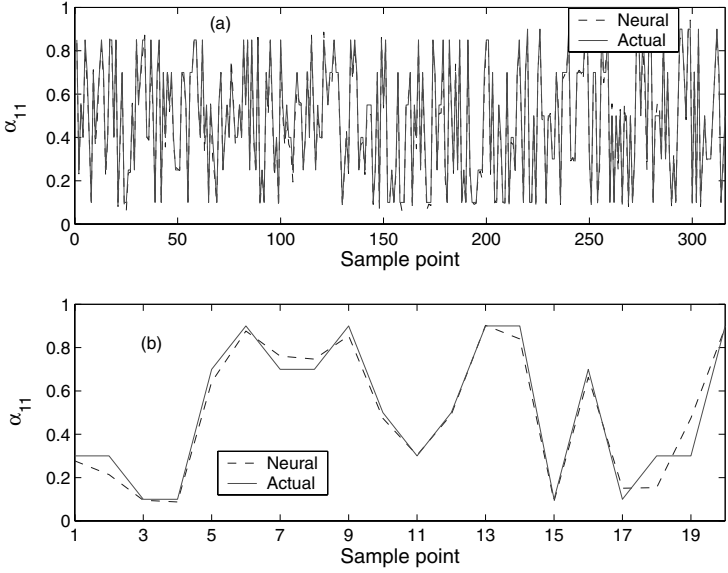 (a)
Neural
Actual
1
0.8
0.6
0.4
0.2
0
α11
0 50 100 150 200 250 300
Sample point
(b)
1
0.8
0.6
0.4
0.2
0
α11
Neural
Actual
1 3 5 7 9 11 13 15 17 19
Sample point